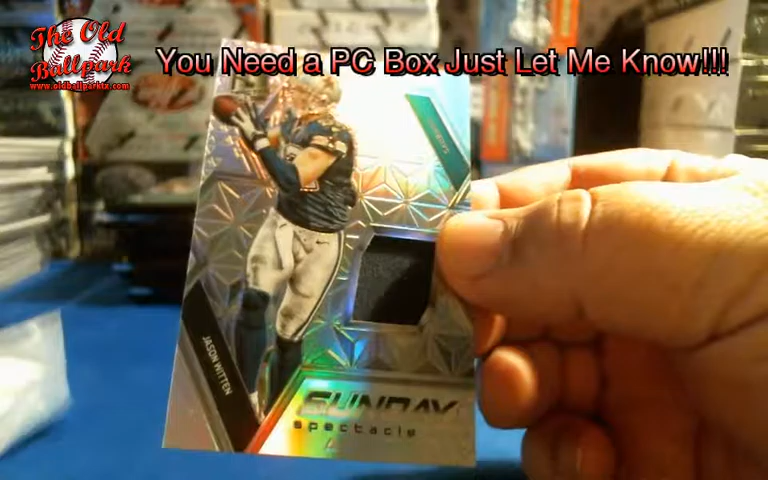 The Old
Ballpark
www.oldballparktx.com
You Need a PC Box Just Let Me Know!!!
JASON WITTEN
SUNDAY
spectacle